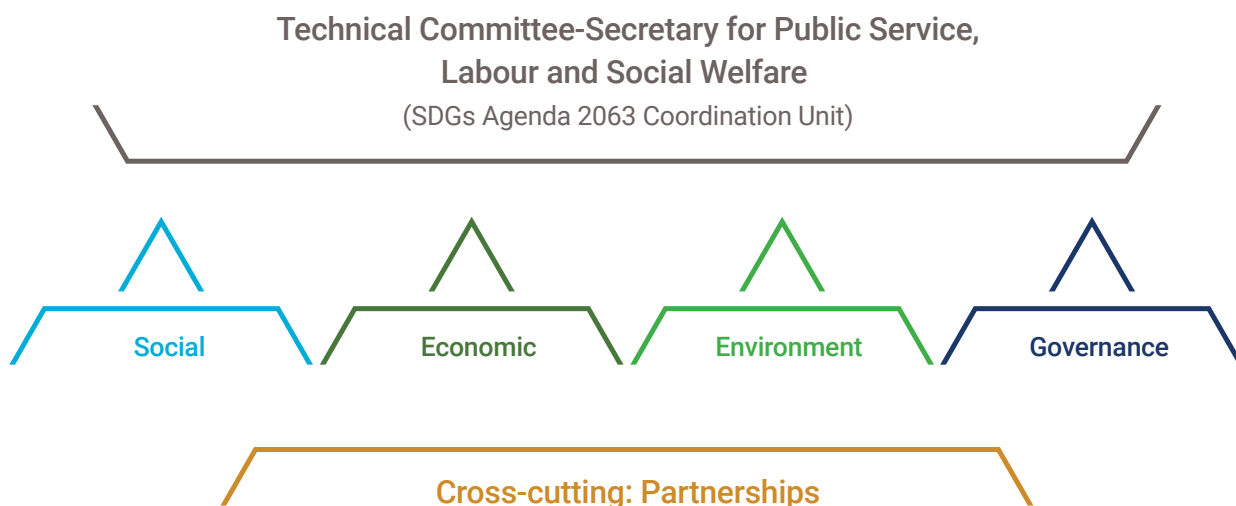 Technical Committee-Secretary for Public Service,
Labour and Social Welfare
(SDGs Agenda 2063 Coordination Unit)
Social
Economic
Environment
Governance
Cross-cutting: Partnerships